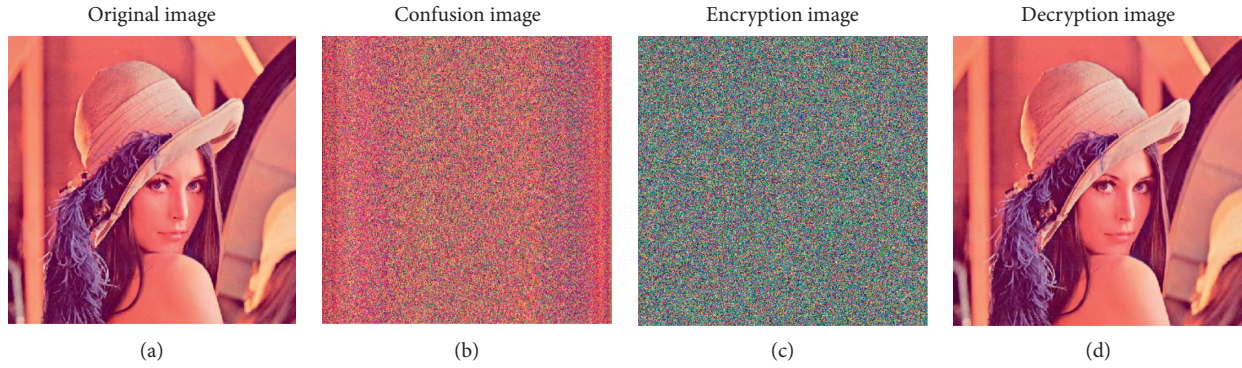 Original image
Confusion image
Encryption image
Decryption image
(a)
(b)
(c)
(d)